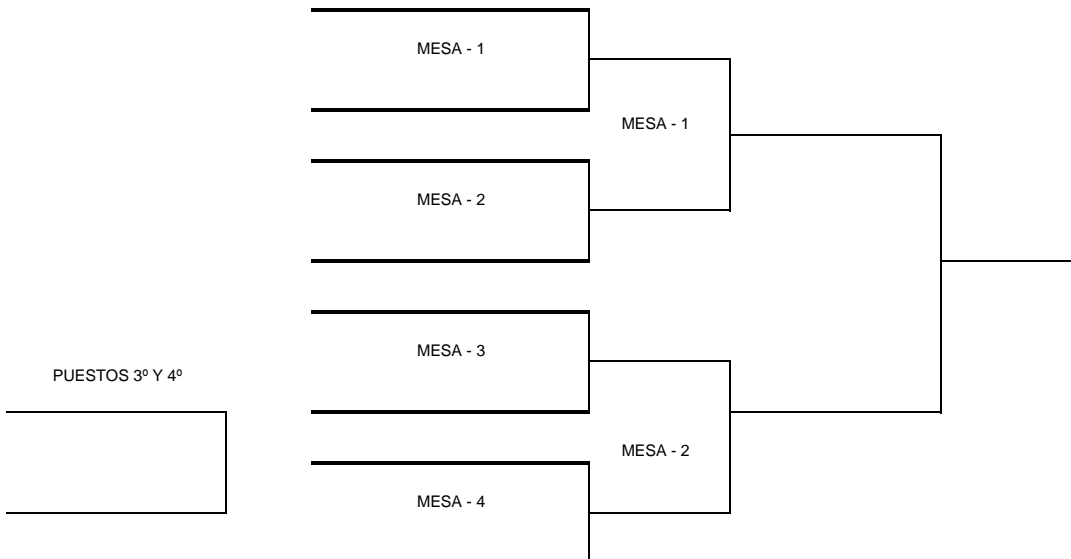 MESA - 1
MESA - 1
MESA - 2
MESA - 3
PUESTOS 3º Y 4º
MESA - 2
MESA - 4